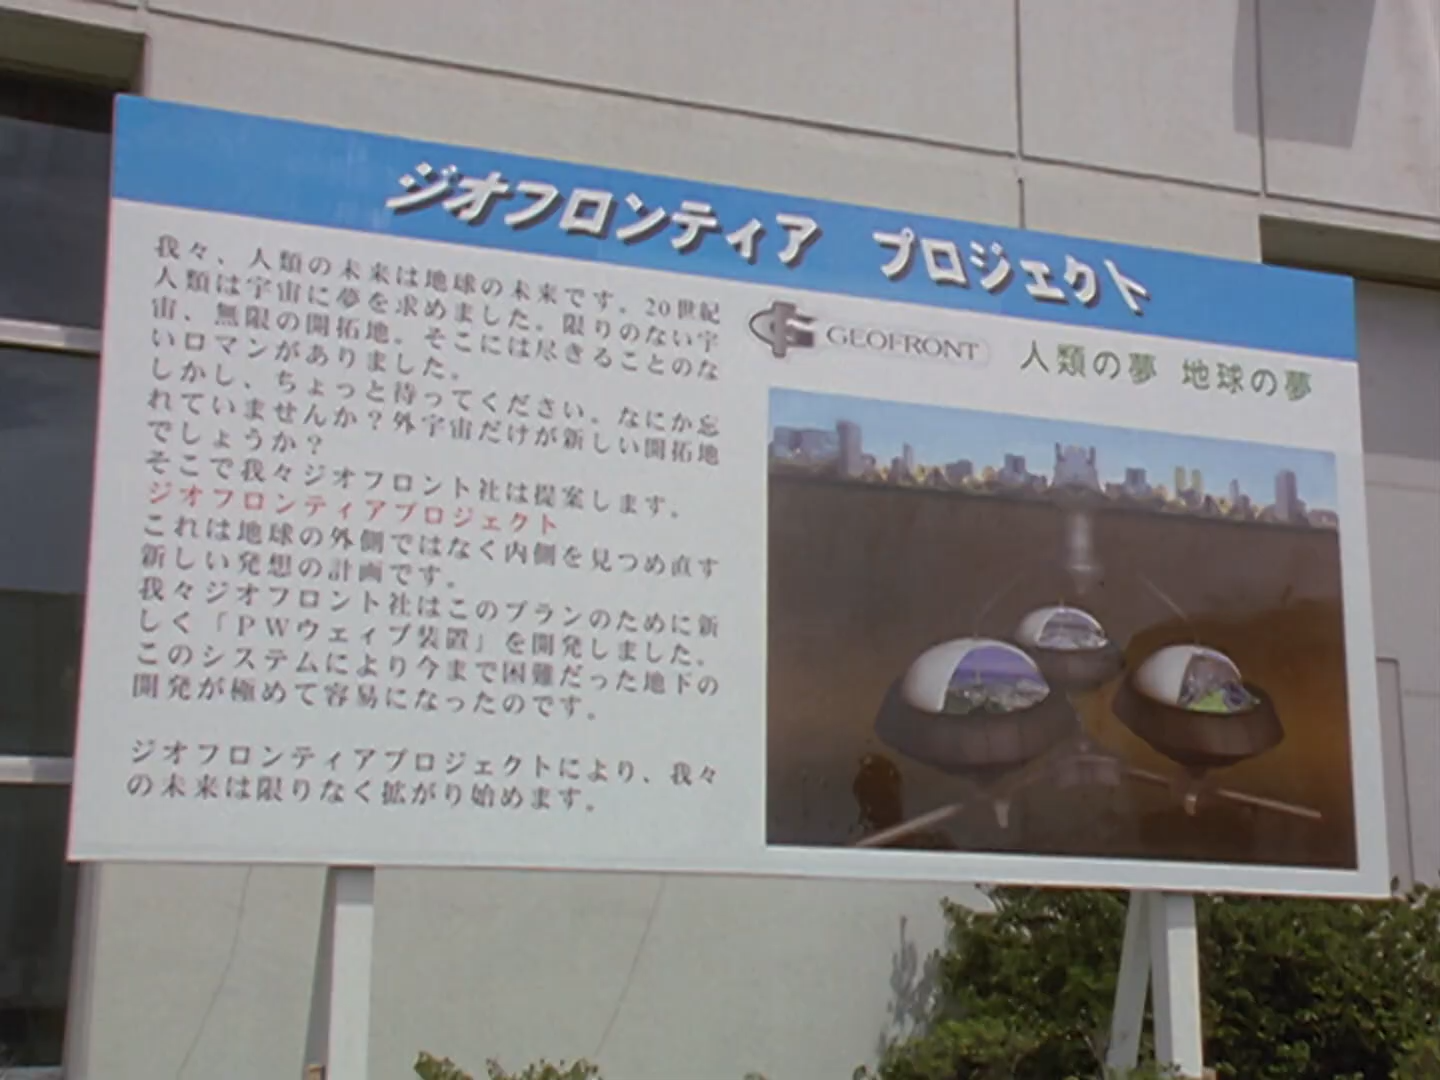 ジオフロンティア プロジェクト
我々、人類の未来は地球の未来です。20世紀
人類は宇宙に夢を求めました。限りのない宇
宙、無限の開拓地。そこには尽きることのな
いロマンがありました。
しかし、ちょっと待ってください。なにか忘
れていませんか？外宇宙だけが新しい開拓地
でしょうか？
そこで我々ジオフロント社は提案します。
ジオフロンティアプロジェクト
これは地球の外側ではなく内側を見つめ直す
新しい発想の計画です。
我々ジオフロント社はこのプランのために新
しく「PWウェイブ装置」を開発しました。
このシステムにより今まで困難だった地下の
開発が極めて容易になったのです。
ジオフロンティアプロジェクトにより、我々
の未来は限りなく拡がり始めます。
GF GEOFRONT
人類の夢 地球の夢